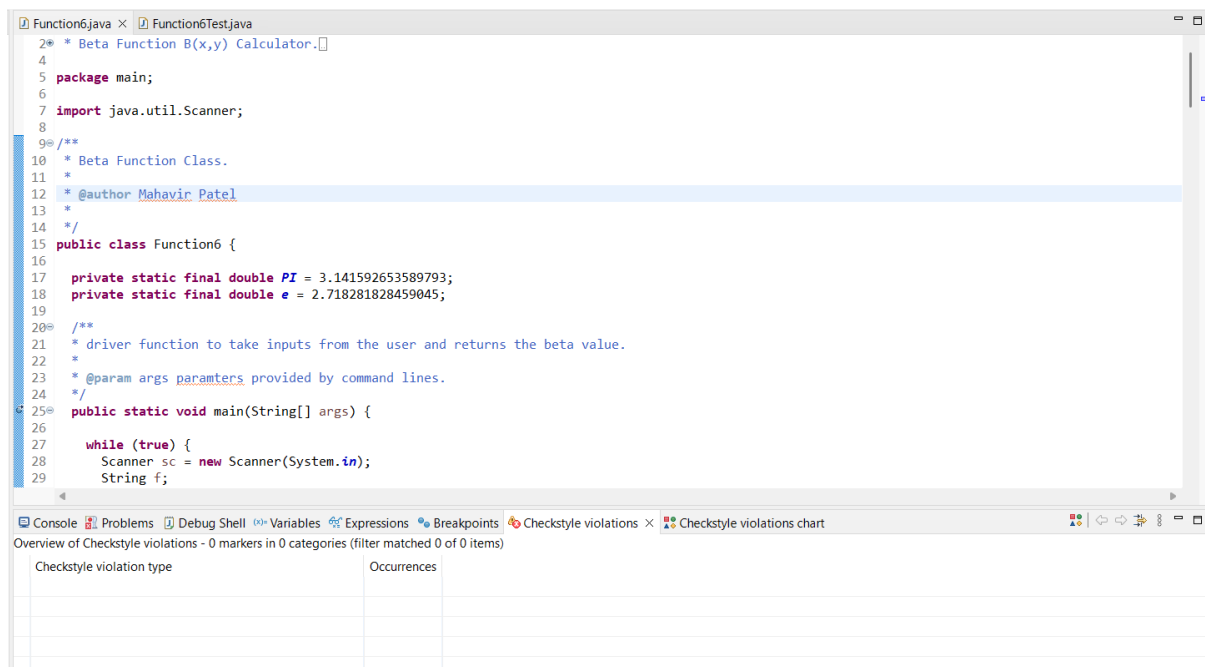 Function6.java × Function6Test.java
2 * Beta Function B(x,y) Calculator.
4
5 package main;
6
7 import java.util.Scanner;
8
9 /**
10 * Beta Function Class.
11 *
12 * @author Mahavir Patel
13 *
14 */
15 public class Function6 {
16
17 private static final double PI = 3.141592653589793;
18 private static final double e = 2.718281828459045;
19
20 /**
21 * driver function to take inputs from the user and returns the beta value.
22 *
23 * @param args paramters provided by command lines.
24 */
25 public static void main(String[] args) {
26
27 while (true) {
28 Scanner sc = new Scanner(System.in);
29 String f;
Console Problems Debug Shell (x)= Variables Expressions Breakpoints Checkstyle violations × Checkstyle violations chart
Overview of Checkstyle violations - 0 markers in 0 categories (filter matched 0 of 0 items)
Checkstyle violation type Occurrences